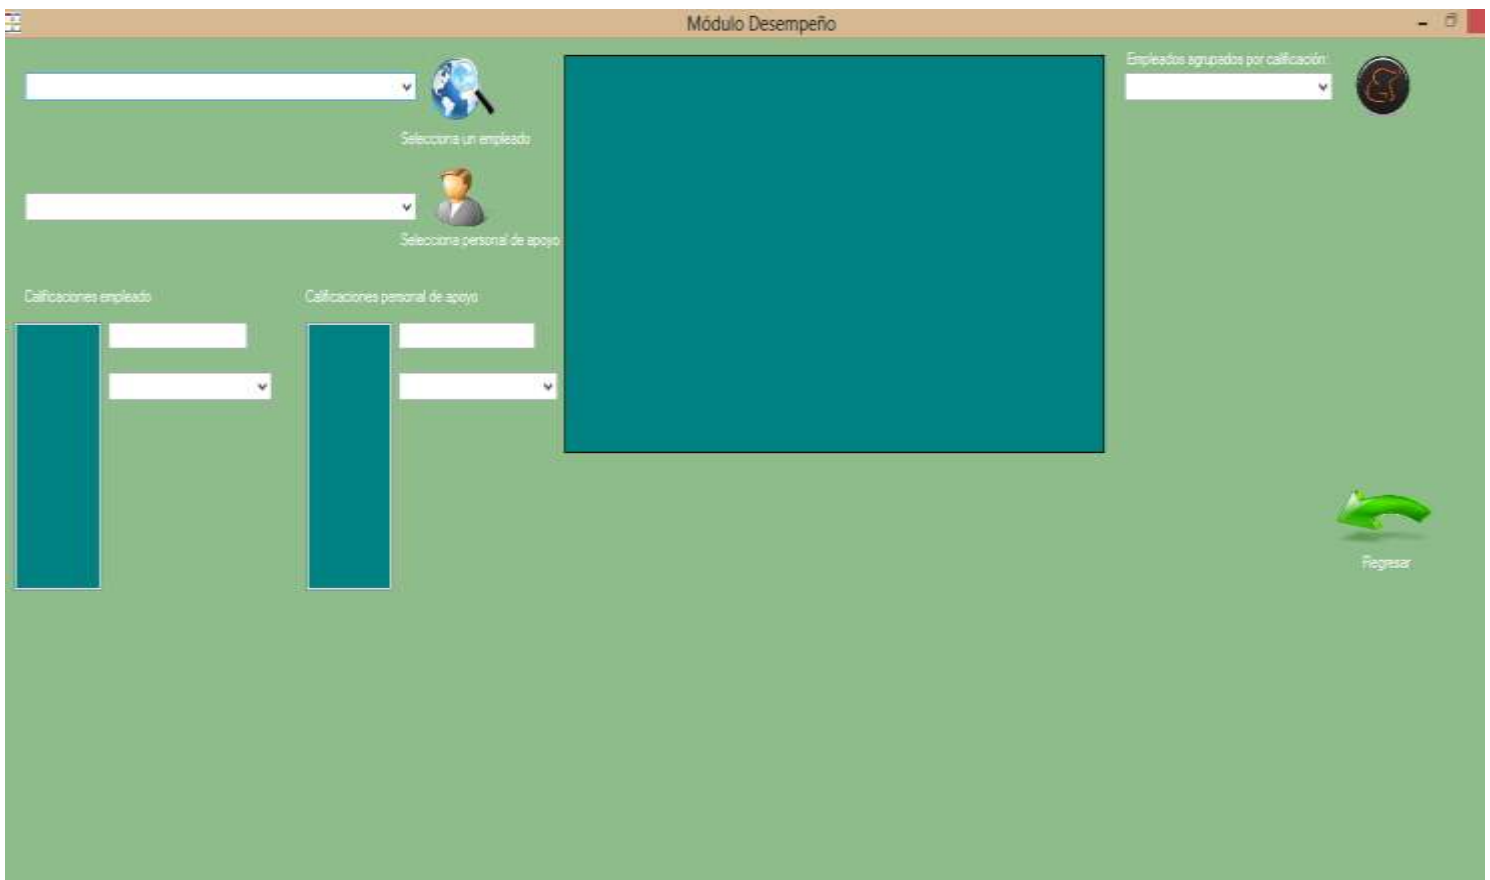 Módulo Desempeño
Empleados agrupados por calificación:
Selecciona un empleado
Selecciona personal de apoyo
Calificaciones empleado
Calificaciones personal de apoyo
Regresar